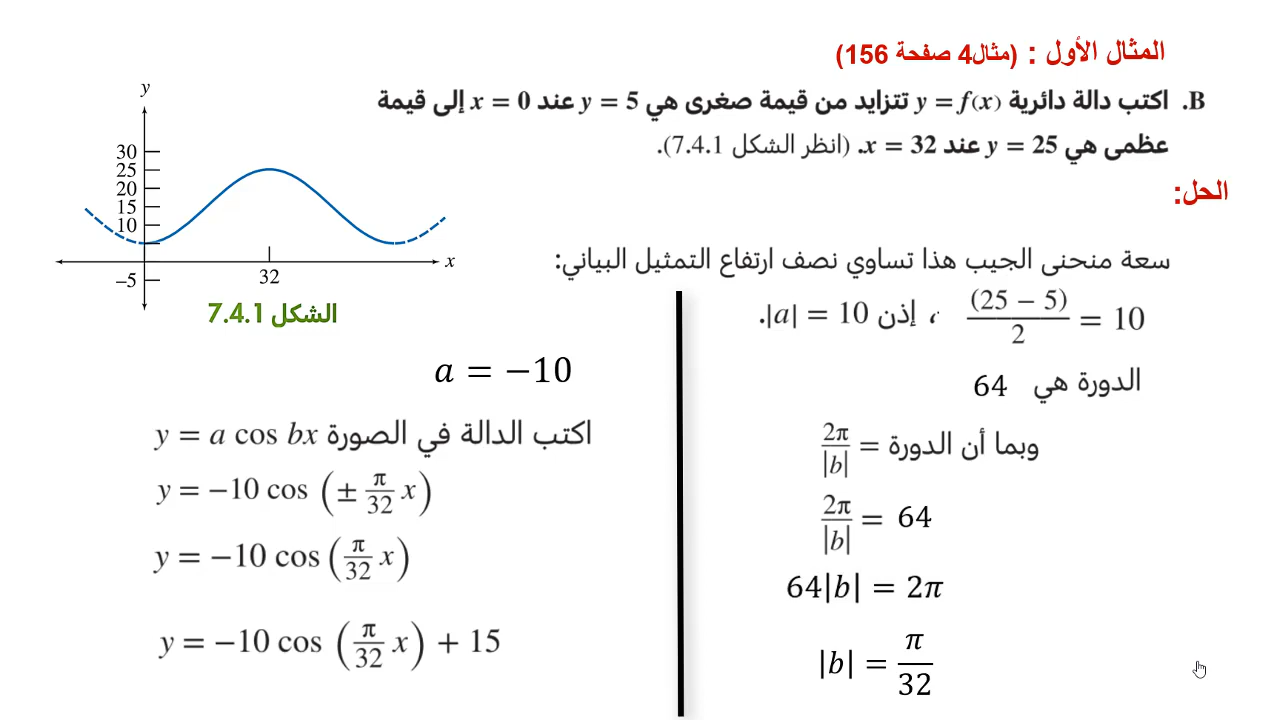 المثال الأول : (مثال4 صفحة 156)
B. اكتب دالة دائرية y = f(x) تتزايد من قيمة صغرى هي y = 5 عند x = 0 إلى قيمة
عظمى هي y = 25 عند x = 32. (انظر الشكل 7.4.1).
الحل:
y
30
25
20
15
10
–5
32
x
الشكل 7.4.1
سعة منحنى الجيب هذا تساوي نصف ارتفاع التمثيل البياني:
(25 − 5)/2 = 10 ، إذن |a| = 10.
الدورة هي 64
وبما أن الدورة = 2π/|b|
2π/|b| = 64
64|b| = 2π
|b| = π/32
a = −10
اكتب الدالة في الصورة y = a cos bx
y = −10 cos (± π/32 x)
y = −10 cos (π/32 x)
y = −10 cos (π/32 x) + 15